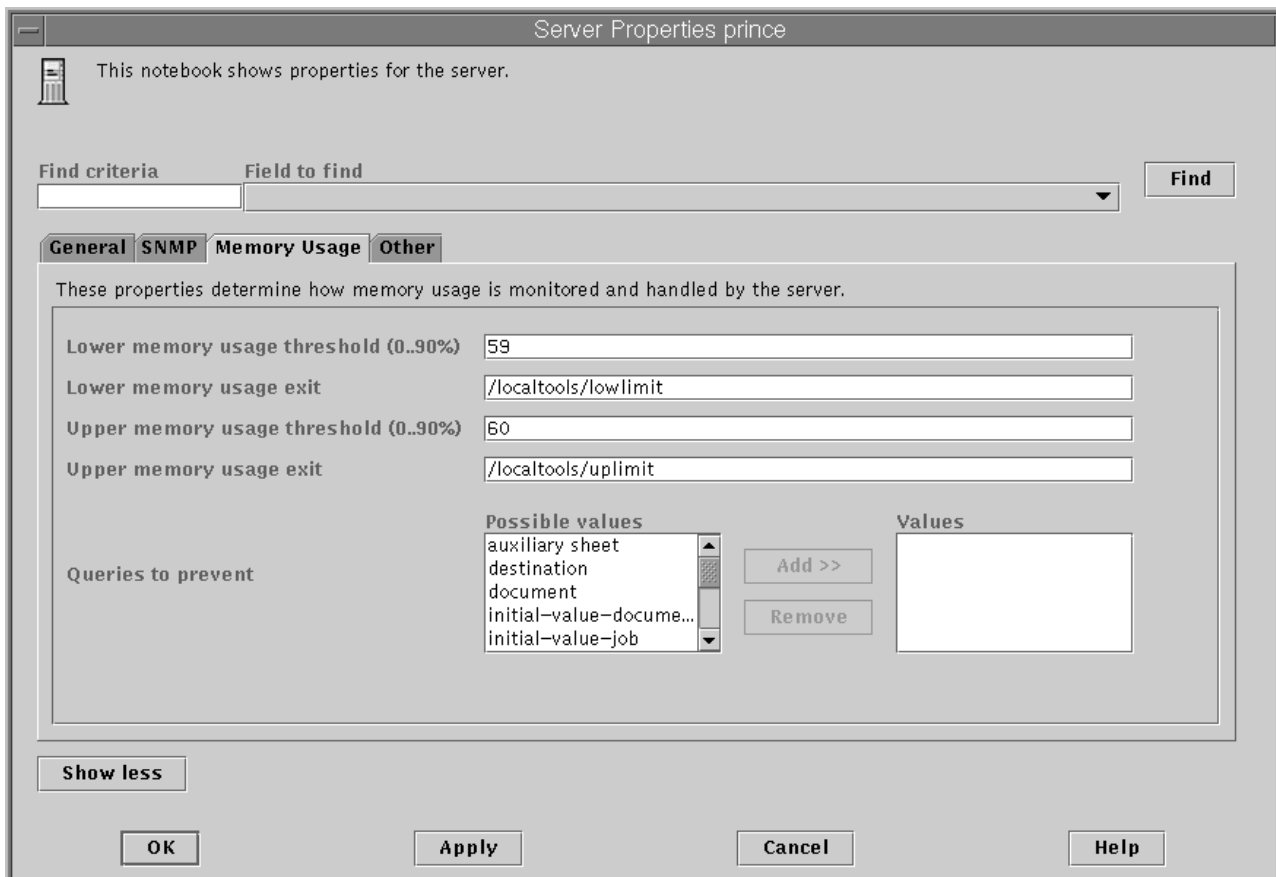 Server Properties prince
This notebook shows properties for the server.
Find criteria Field to find
Find
General SNMP Memory Usage Other
These properties determine how memory usage is monitored and handled by the server.
Lower memory usage threshold (0..90%) 59
Lower memory usage exit /localtools/lowlimit
Upper memory usage threshold (0..90%) 60
Upper memory usage exit /localtools/uplimit
Possible values Values
Queries to prevent
auxiliary sheet
destination
document
initial-value-docume...
initial-value-job
Add >>
Remove
Show less
OK Apply Cancel Help